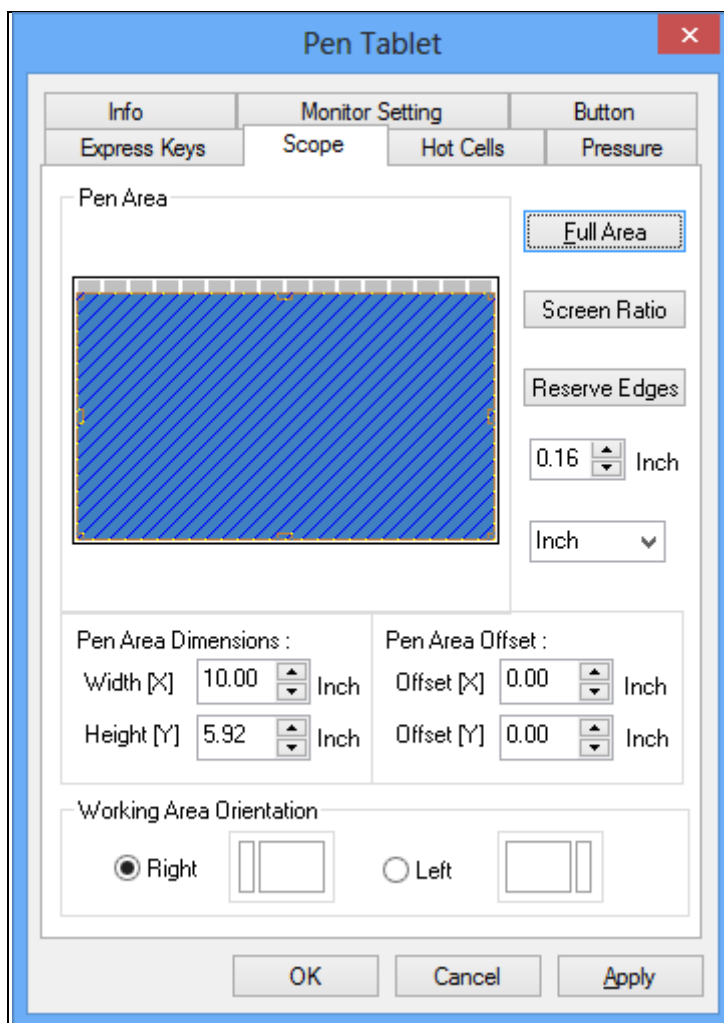 Pen Tablet
Info Monitor Setting Button
Express Keys Scope Hot Cells Pressure
Pen Area
Full Area
Screen Ratio
Reserve Edges
0.16 Inch
Inch
Pen Area Dimensions : Pen Area Offset :
Width [X] 10.00 Inch Offset [X] 0.00 Inch
Height [Y] 5.92 Inch Offset [Y] 0.00 Inch
Working Area Orientation
Right Left
OK Cancel Apply